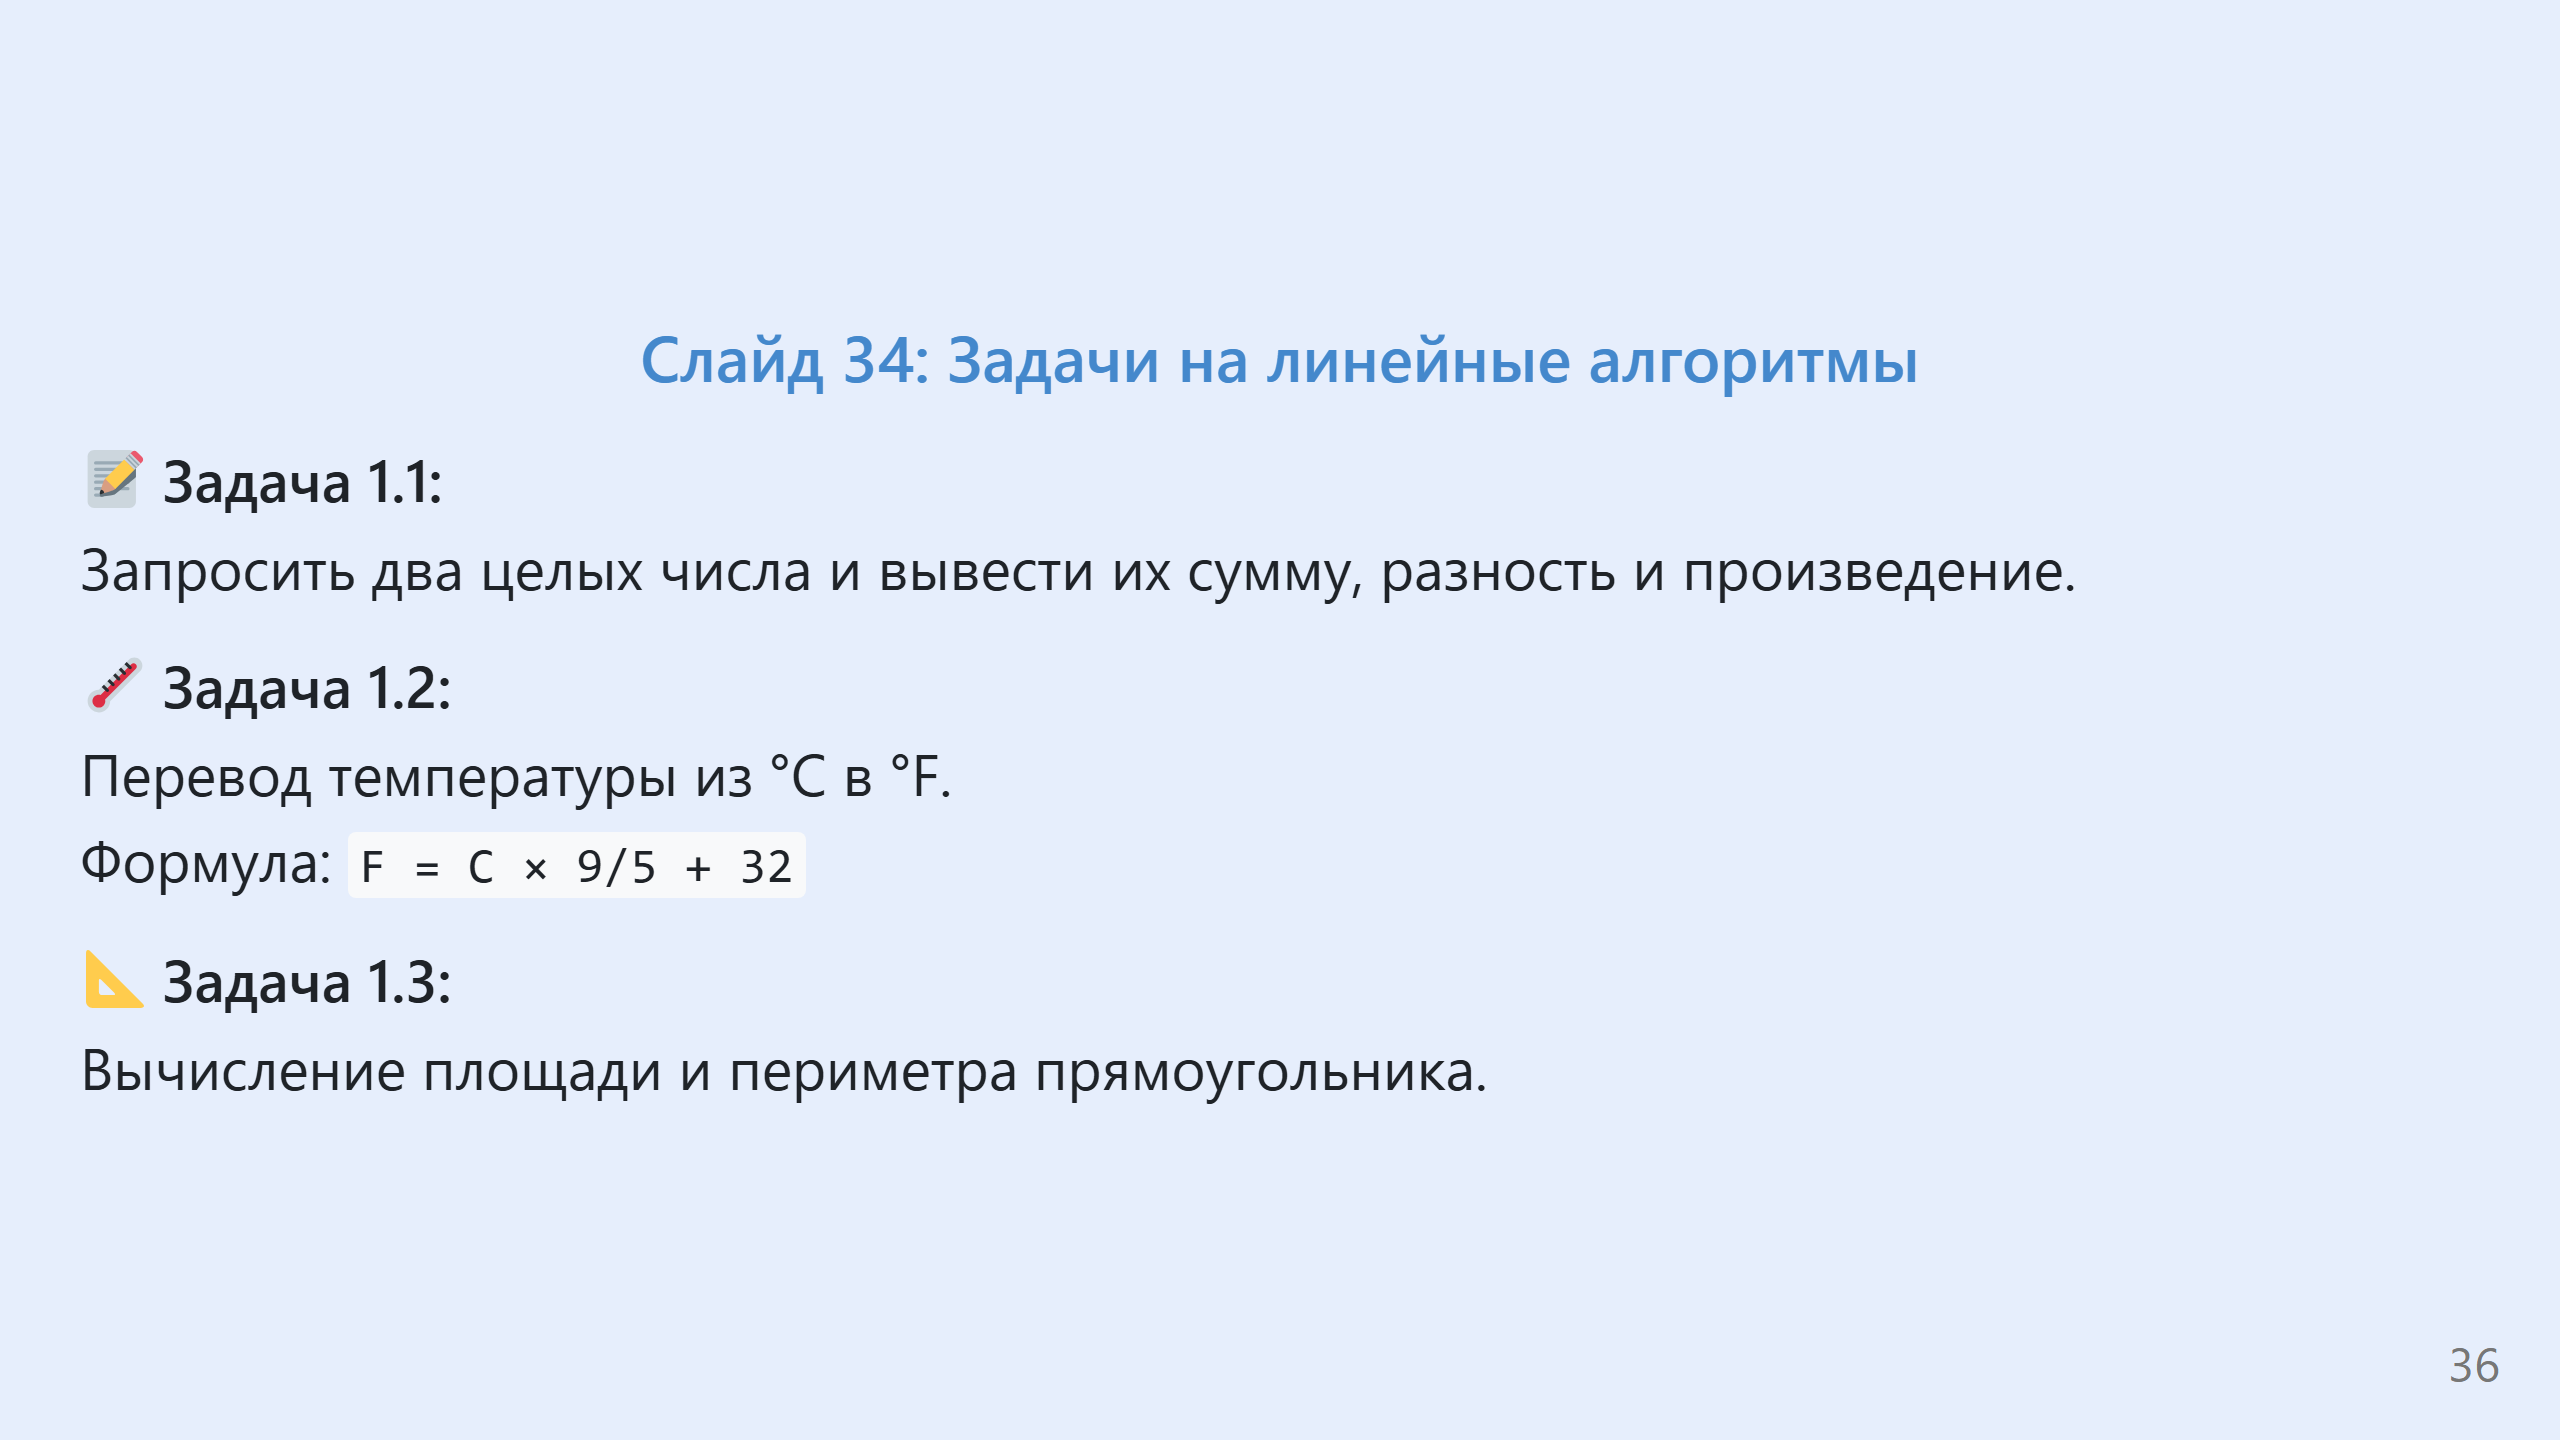 Слайд 34: Задачи на линейные алгоритмы
📝 Задача 1.1:
Запросить два целых числа и вывести их сумму, разность и произведение.
🌡️ Задача 1.2:
Перевод температуры из °C в °F.
Формула: F = C × 9/5 + 32
📐 Задача 1.3:
Вычисление площади и периметра прямоугольника.
36